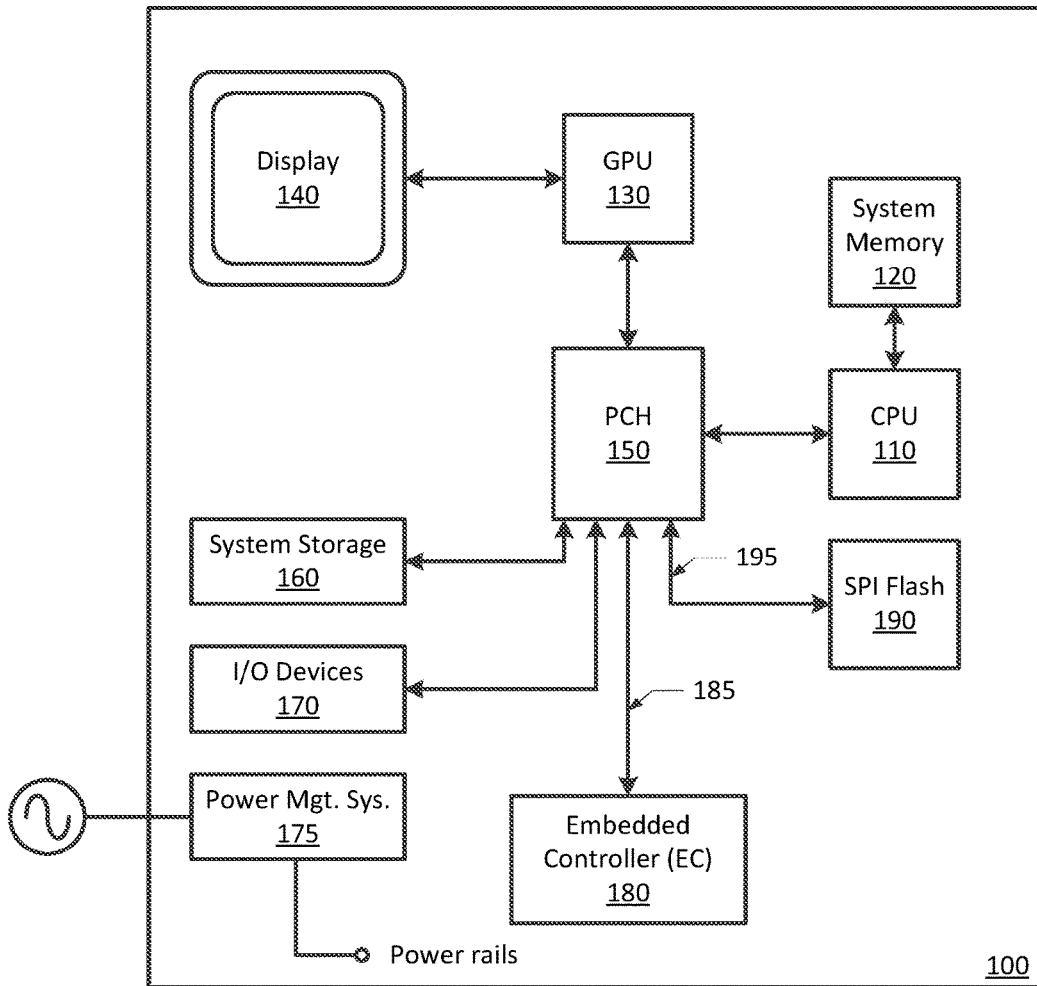 Display
140
GPU
130
System
Memory
120
PCH
150
CPU
110
System Storage
160
195
SPI Flash
190
I/O Devices
170
185
Power Mgt. Sys.
175
Embedded
Controller (EC)
180
Power rails
100